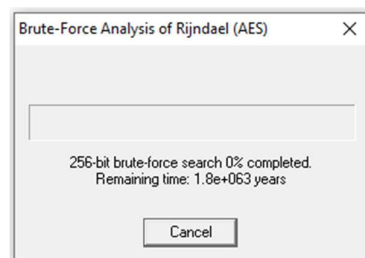 Brute-Force Analysis of Rijndael (AES)
256-bit brute-force search 0% completed.
Remaining time: 1.8e+063 years
Cancel